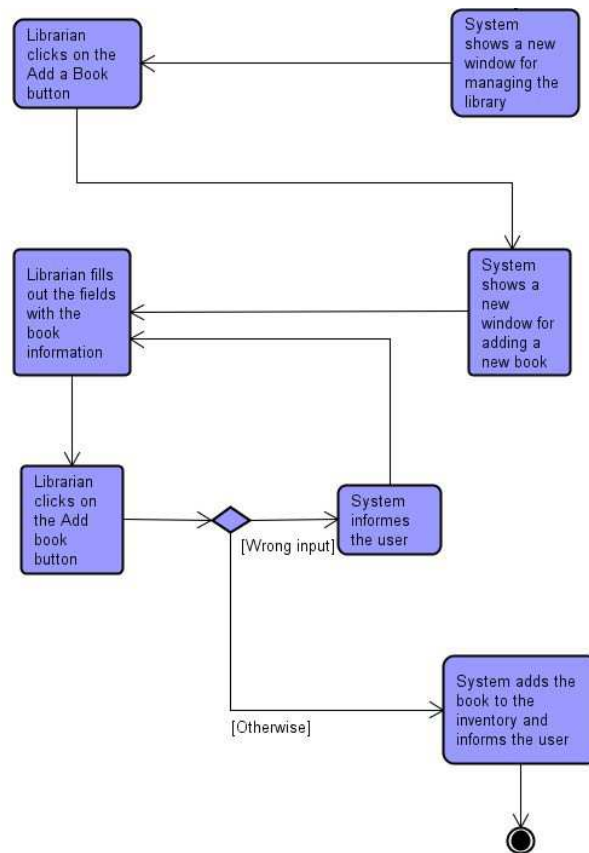 Librarian
clicks on the
Add a Book
button
System
shows a new
window for
managing the
library
Librarian fills
out the fields
with the
book
information
System
shows a
new
window for
adding a
new book
Librarian
clicks on
the Add
book
button
System
informes
the user
[Wrong input]
System adds the
book to the
inventory and
informs the user
[Otherwise]